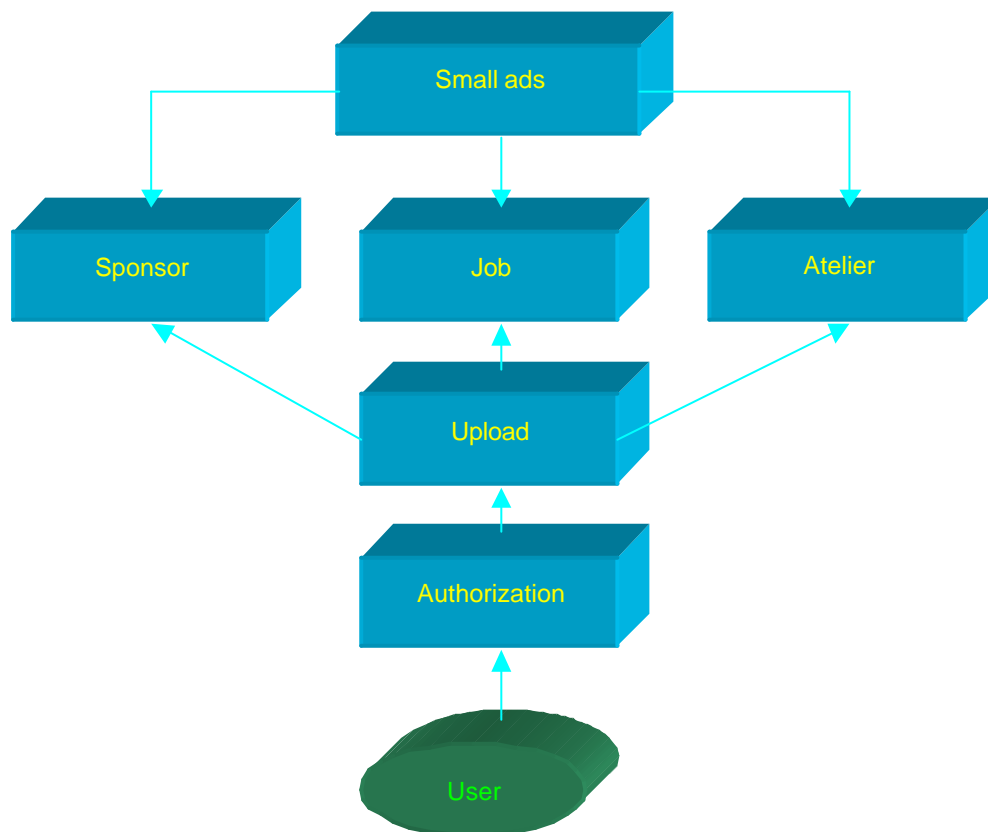 Small ads
Sponsor
Job
Atelier
Upload
Authorization
User